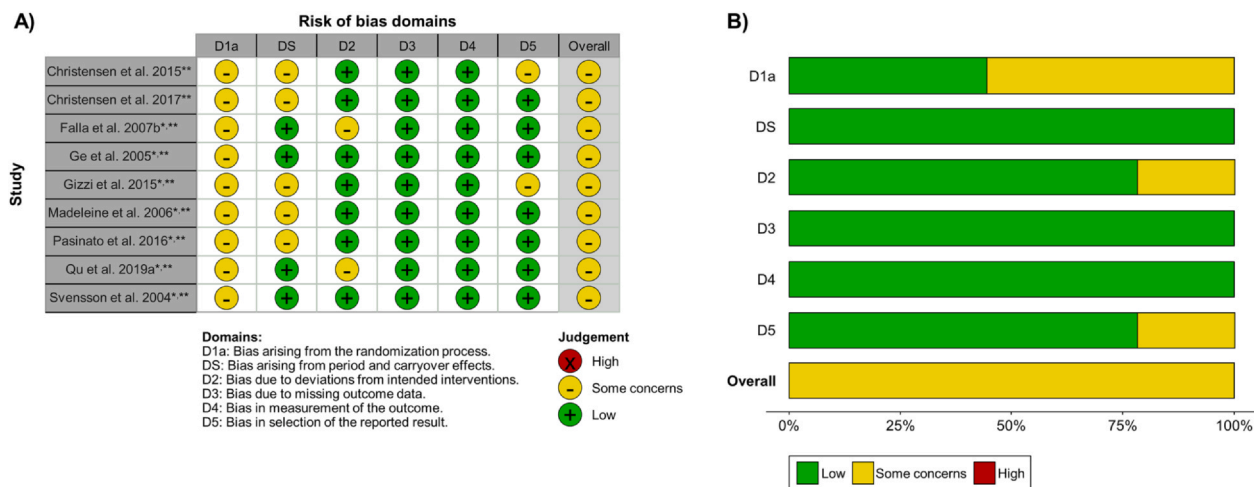 A)
Risk of bias domains
D1a DS D2 D3 D4 D5 Overall
Study
Christensen et al. 2015** - - + + + - -
Christensen et al. 2017** - - + + + + -
Falla et al. 2007b*,** - + - + + + -
Ge et al. 2005*,** - + + + + + -
Gizzi et al. 2015*,** - - + + + - -
Madeleine et al. 2006*,** - - + + + + -
Pasinato et al. 2016*,** - - + + + + -
Qu et al. 2019a*,** - + - + + + -
Svensson et al. 2004*,** - + + + + + -
Domains:
D1a: Bias arising from the randomization process.
DS: Bias arising from period and carryover effects.
D2: Bias due to deviations from intended interventions.
D3: Bias due to missing outcome data.
D4: Bias in measurement of the outcome.
D5: Bias in selection of the reported result.
Judgement
X High
- Some concerns
+ Low
B)
D1a
DS
D2
D3
D4
D5
Overall
0% 25% 50% 75% 100%
Low Some concerns High